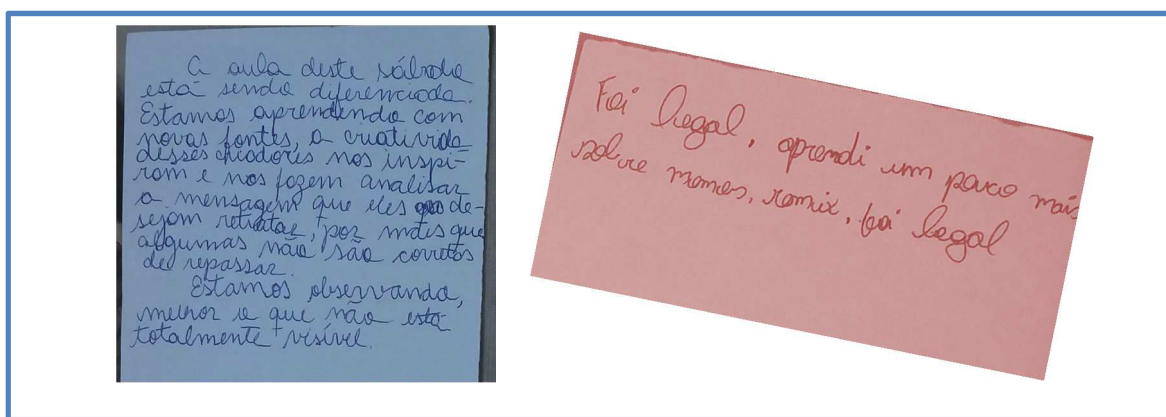 A aula deste sábado
está sendo diferenciada.
Estamos aprendendo com
novas fontes, a criativida
desses criadores nos inspi-
ram e nos fazem analisar
a mensagem que eles de-
sejam retratar, por mais que
algumas não são corretas
de repassar.
Estamos observando,
melhor o que não está
totalmente visível.
Foi legal, aprendi um pouco mais
sobre memes, remix, foi legal